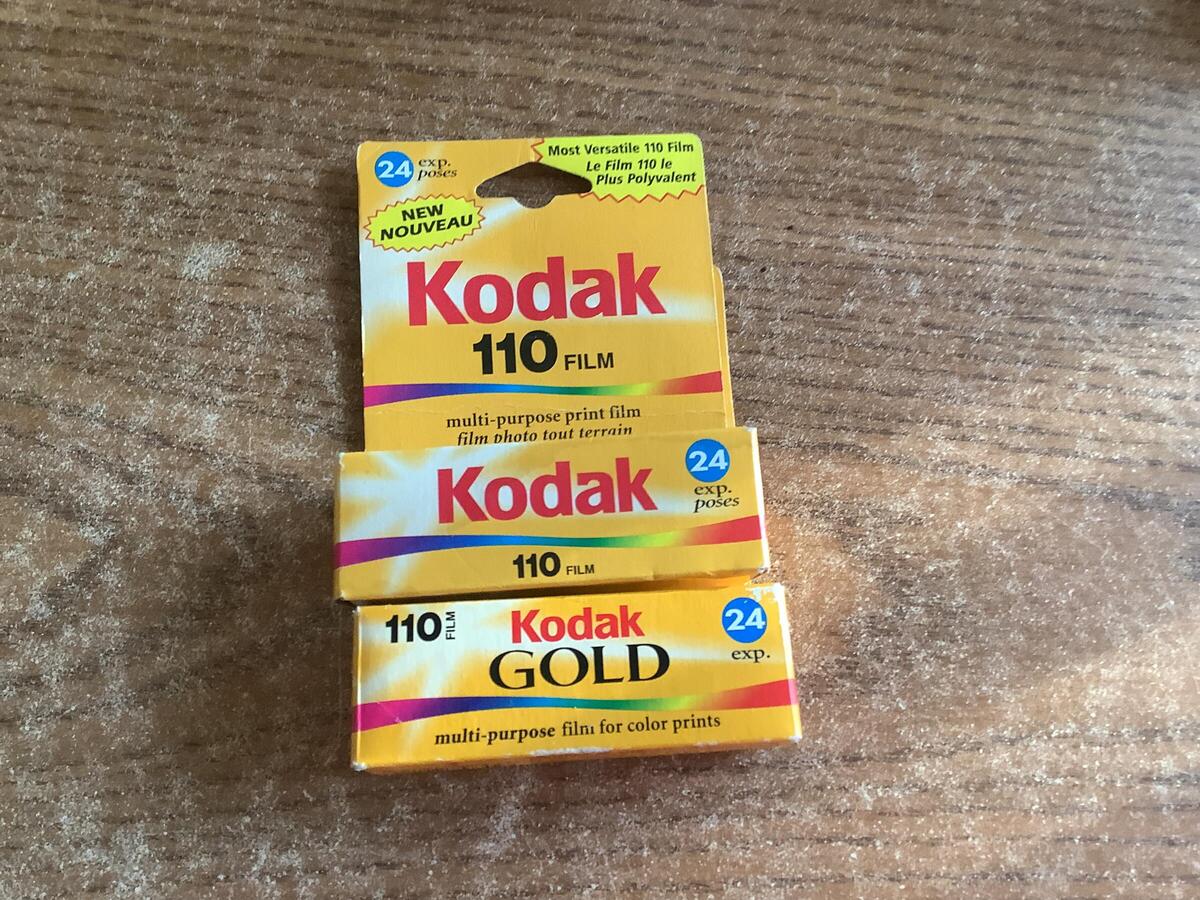 24 exp.
poses
Most Versatile 110 Film
Le Film 110 le
Plus Polyvalent
NEW
NOUVEAU
Kodak
110 FILM
multi-purpose print film
film photo tout terrain
Kodak
24
exp.
poses
110 FILM
110 FILM
Kodak
GOLD
24
exp.
multi-purpose film for color prints